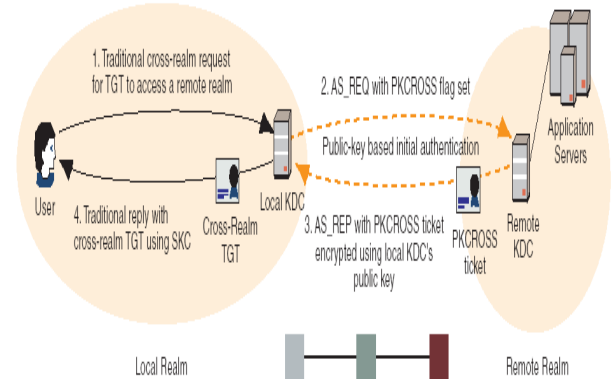 1. Traditional cross-realm request
for TGT to access a remote realm
2. AS_REQ with PKCROSS flag set
Public-key based initial authentication
Application
Servers
User
Local KDC
4. Traditional reply with
cross-realm TGT using SKC
Cross-Realm
TGT
3. AS_REP with PKCROSS ticket
encrypted using local KDC's
public key
PKCROSS
ticket
Remote
KDC
Local Realm
Remote Realm